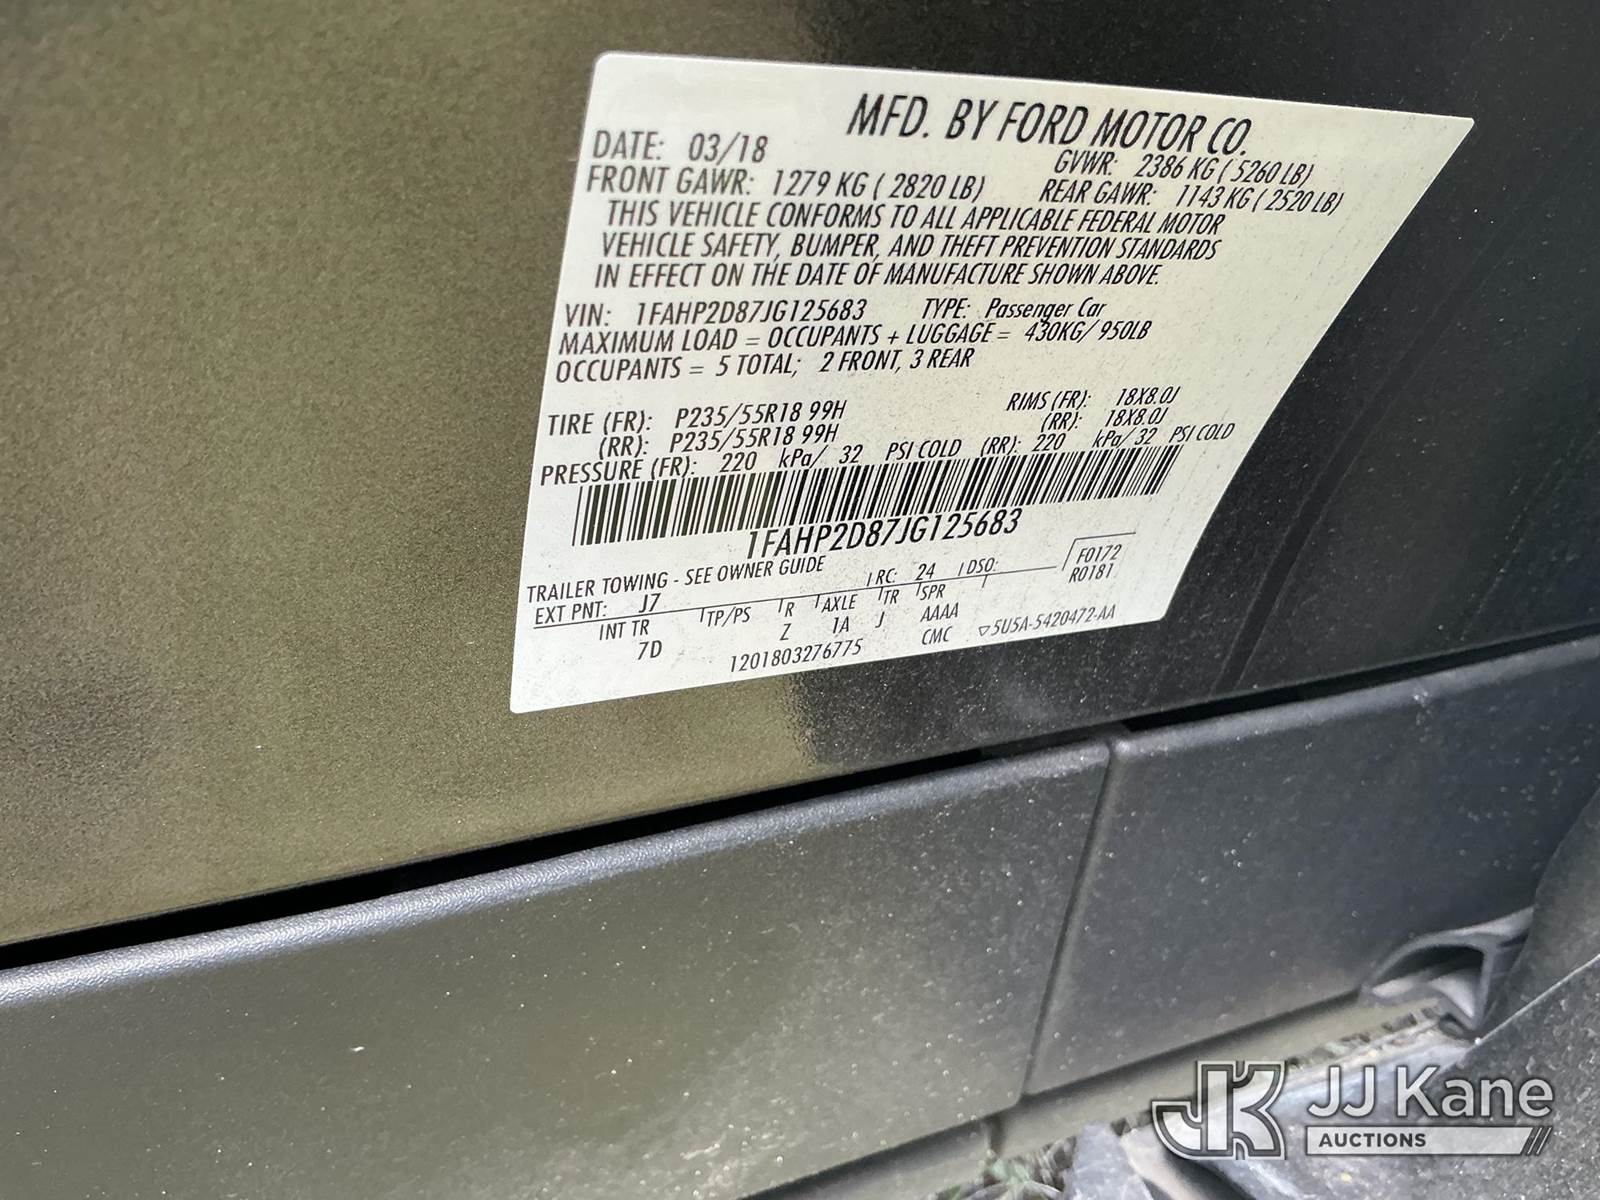 MFD. BY FORD MOTOR CO.
DATE: 03/18 GVWR: 2386 KG ( 5260 LB)
FRONT GAWR: 1279 KG ( 2820 LB) REAR GAWR: 1143 KG ( 2520 LB)
THIS VEHICLE CONFORMS TO ALL APPLICABLE FEDERAL MOTOR
VEHICLE SAFETY, BUMPER, AND THEFT PREVENTION STANDARDS
IN EFFECT ON THE DATE OF MANUFACTURE SHOWN ABOVE.
VIN: 1FAHP2D87JG125683 TYPE: Passenger Car
MAXIMUM LOAD = OCCUPANTS + LUGGAGE = 430KG/ 950LB
OCCUPANTS = 5 TOTAL; 2 FRONT, 3 REAR
TIRE (FR): P235/55R18 99H RIMS (FR): 18X8.0J
(RR): P235/55R18 99H (RR): 18X8.0J
PRESSURE (FR): 220 kPa/ 32 PSI COLD (RR): 220 kPa/ 32 PSI COLD
1FAHP2D87JG125683
TRAILER TOWING - SEE OWNER GUIDE
EXT PNT: J7 RC: 24 DSO: F0172
R0181
INT TR TP/PS R AXLE TR SPR
7D Z 1A J AAAA
1201803276775 CMC ▽5U5A-5420472-AA
JK JJ Kane
AUCTIONS